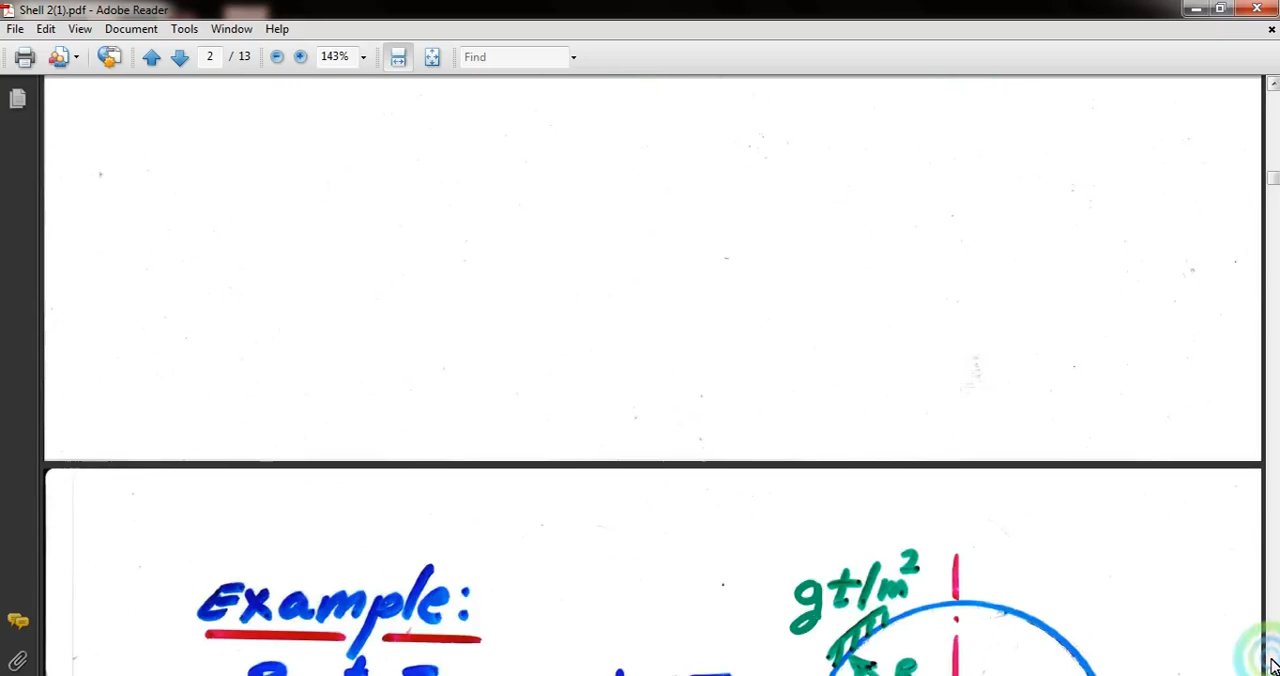 Shell 2(1).pdf - Adobe Reader
File Edit View Document Tools Window Help
2 / 13 143% Find
gt/m²
Example: